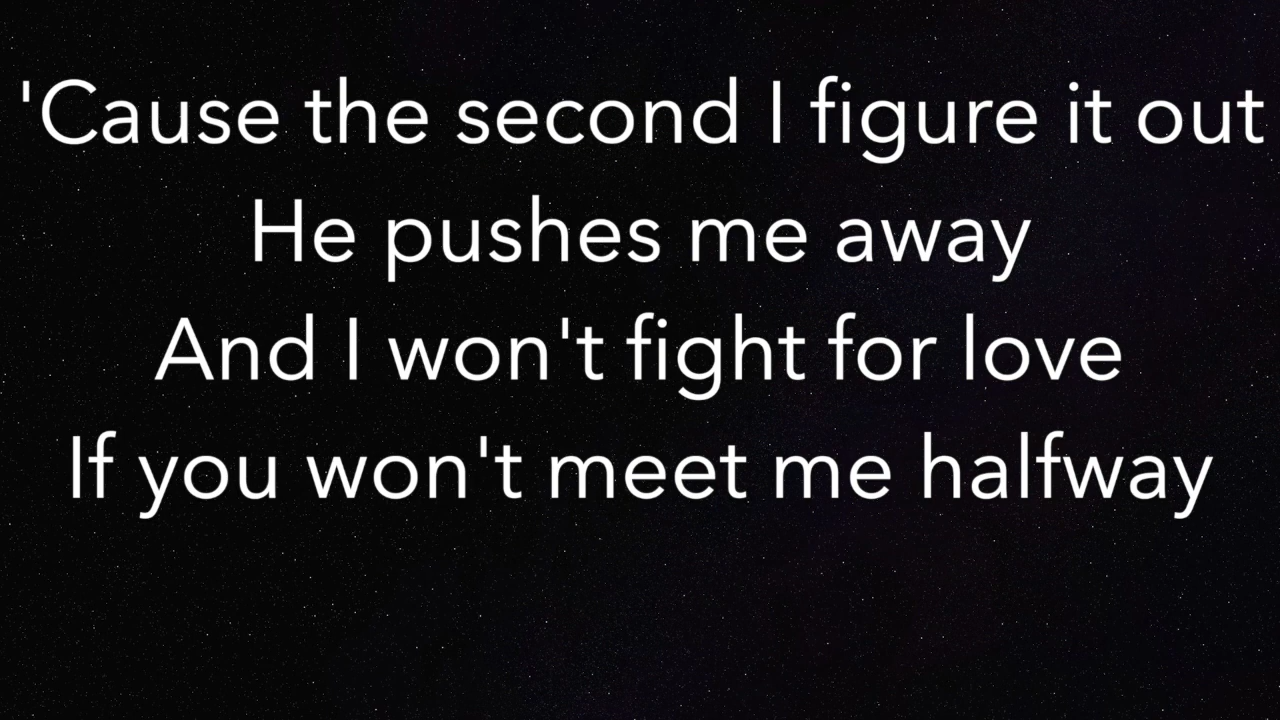 'Cause the second I figure it out
He pushes me away
And I won't fight for love
If you won't meet me halfway